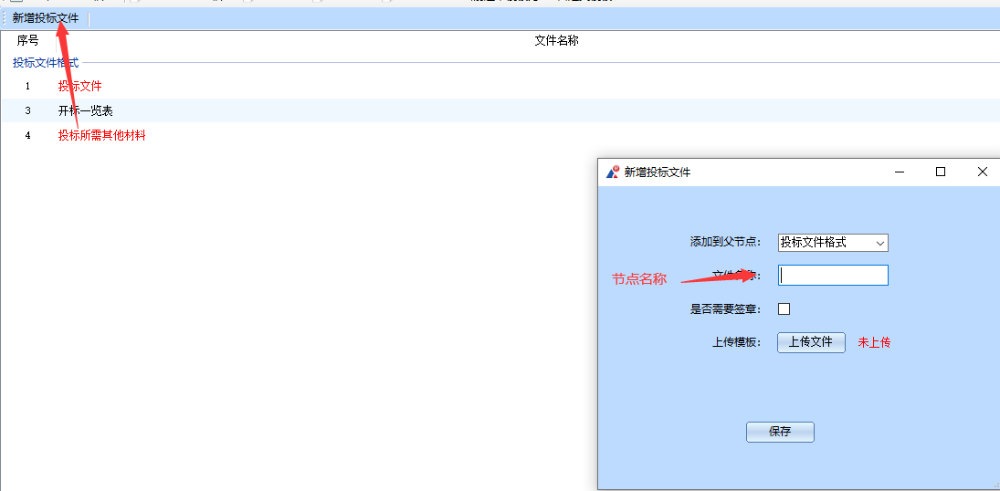 新增投标文件
序号 文件名称
投标文件格式
1 投标文件
3 开标一览表
4 投标所需其他材料
新增投标文件
添加到父节点: 投标文件格式
节点名称 文件名称:
是否需要签章:
上传模板: 上传文件 未上传
保存